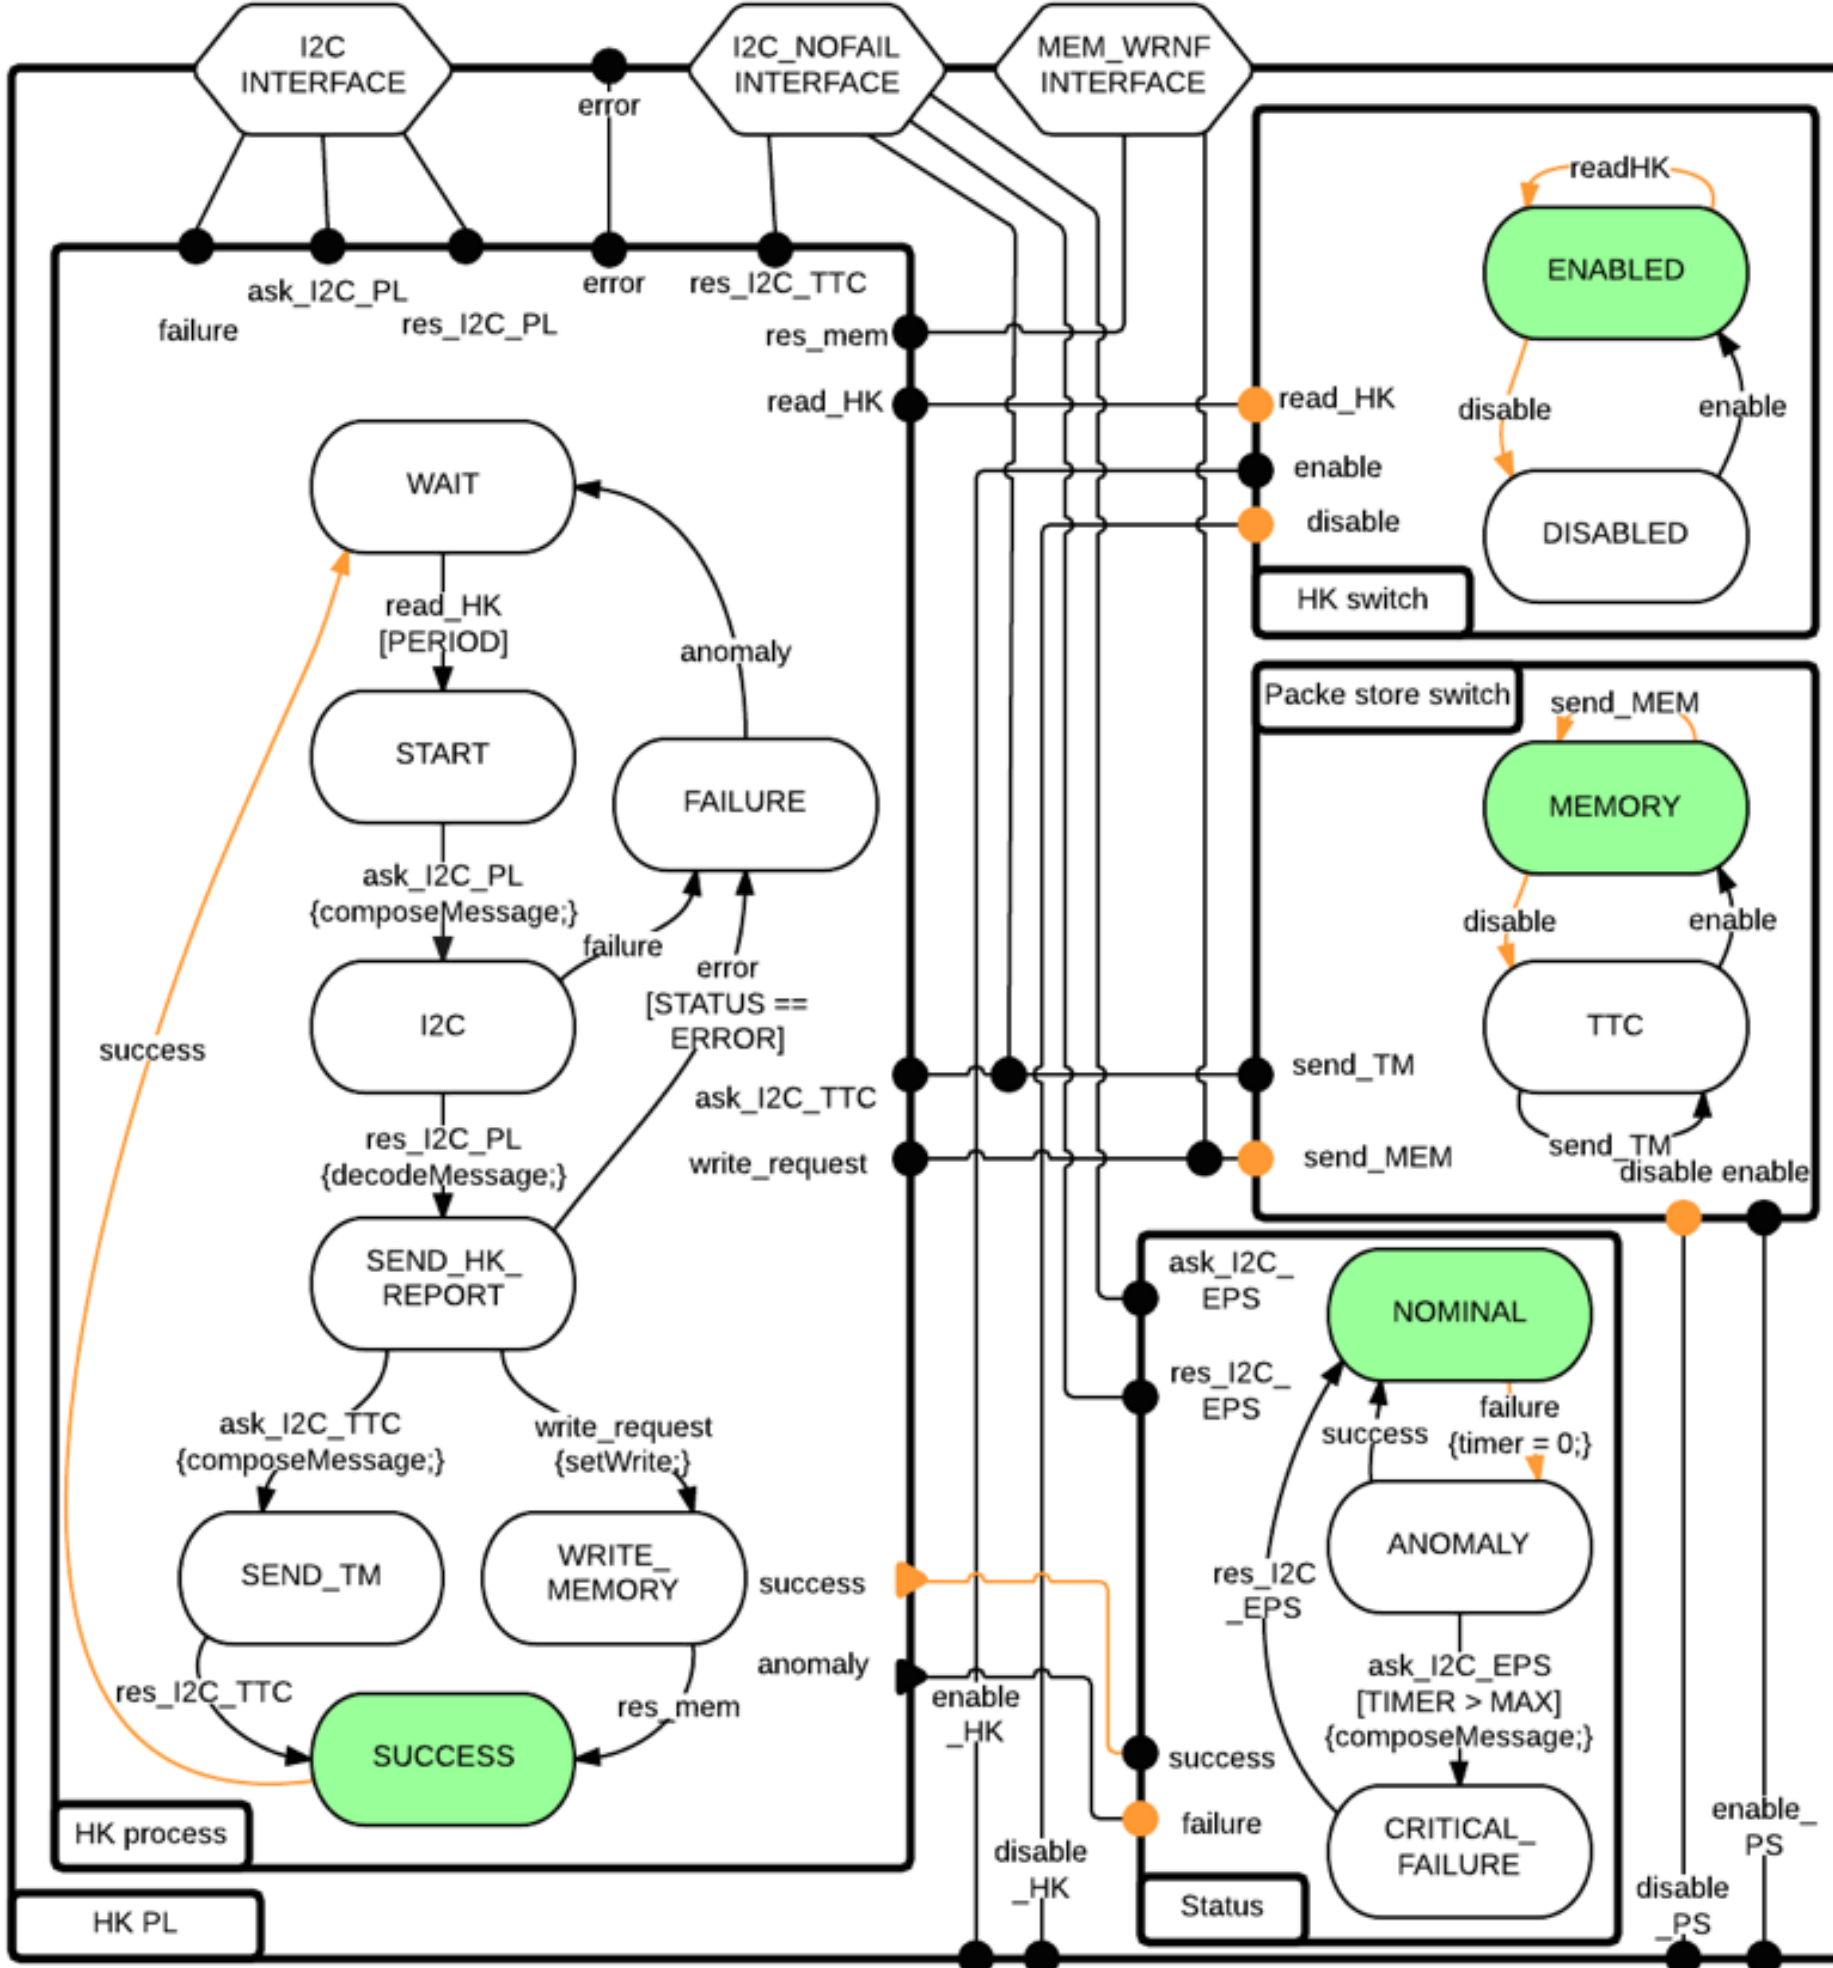 I2C
INTERFACE
error
I2C_NOFAIL
INTERFACE
MEM_WRNF
INTERFACE
failure
ask_I2C_PL
res_I2C_PL
error
res_I2C_TTC
res_mem
read_HK
WAIT
read_HK
[PERIOD]
START
anomaly
FAILURE
ask_I2C_PL
{composeMessage;}
failure
I2C
error
[STATUS ==
ERROR]
success
ask_I2C_TTC
res_I2C_PL
{decodeMessage;}
write_request
SEND_HK_
REPORT
ask_I2C_TTC
{composeMessage;}
write_request
{setWrite;}
SEND_TM
WRITE_
MEMORY
success
anomaly
res_I2C_TTC
res_mem
SUCCESS
HK process
HK PL
readHK
ENABLED
read_HK
disable
enable
enable
disable
DISABLED
HK switch
Packe store switch
send_MEM
MEMORY
disable
enable
TTC
send_TM
send_TM
send_MEM
disable enable
ask_I2C_
EPS
NOMINAL
res_I2C_
EPS
failure
{timer = 0;}
success
ANOMALY
res_I2C
_EPS
ask_I2C_EPS
[TIMER > MAX]
{composeMessage;}
success
failure
CRITICAL_
FAILURE
Status
enable
_HK
disable
_HK
disable
_PS
enable_
PS